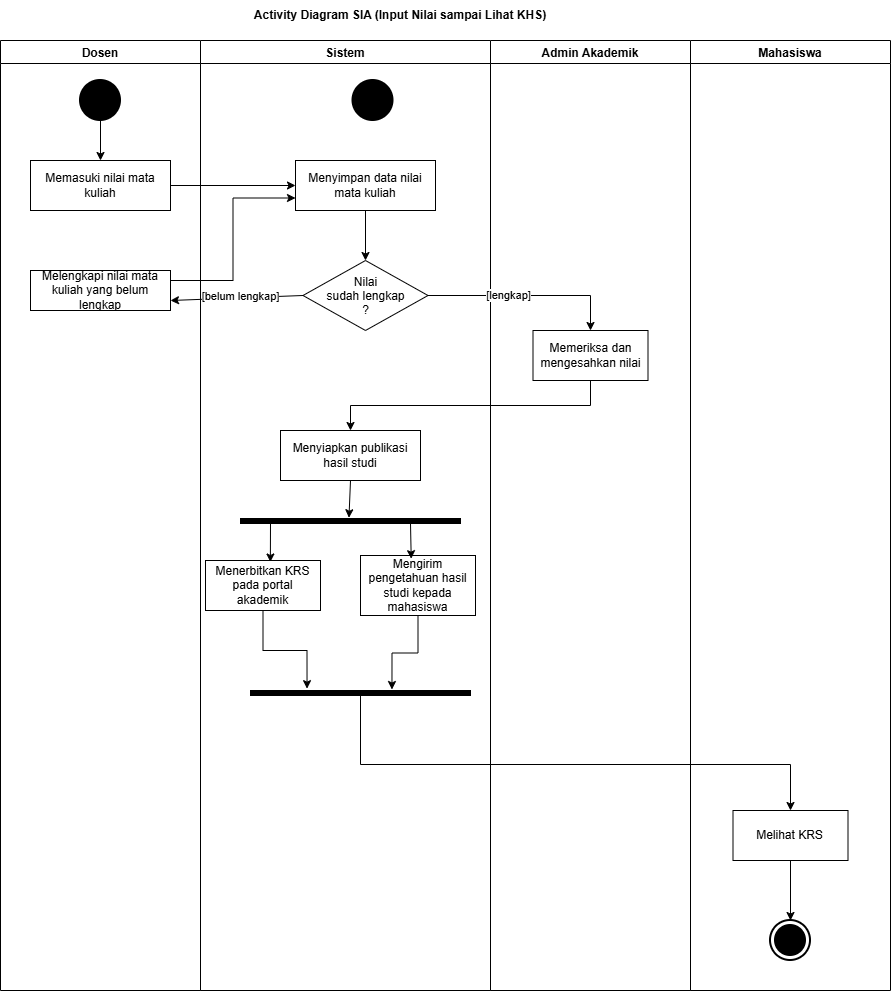 Activity Diagram SIA (Input Nilai sampai Lihat KHS)
Dosen
Sistem
Admin Akademik
Mahasiswa
Memasuki nilai mata
kuliah
Menyimpan data nilai
mata kuliah
Melengkapi nilai mata
kuliah yang belum
lengkap
[belum lengkap]
Nilai
sudah lengkap
?
[lengkap]
Memeriksa dan
mengesahkan nilai
Menyiapkan publikasi
hasil studi
Menerbitkan KRS
pada portal
akademik
Mengirim
pengetahuan hasil
studi kepada
mahasiswa
Melihat KRS